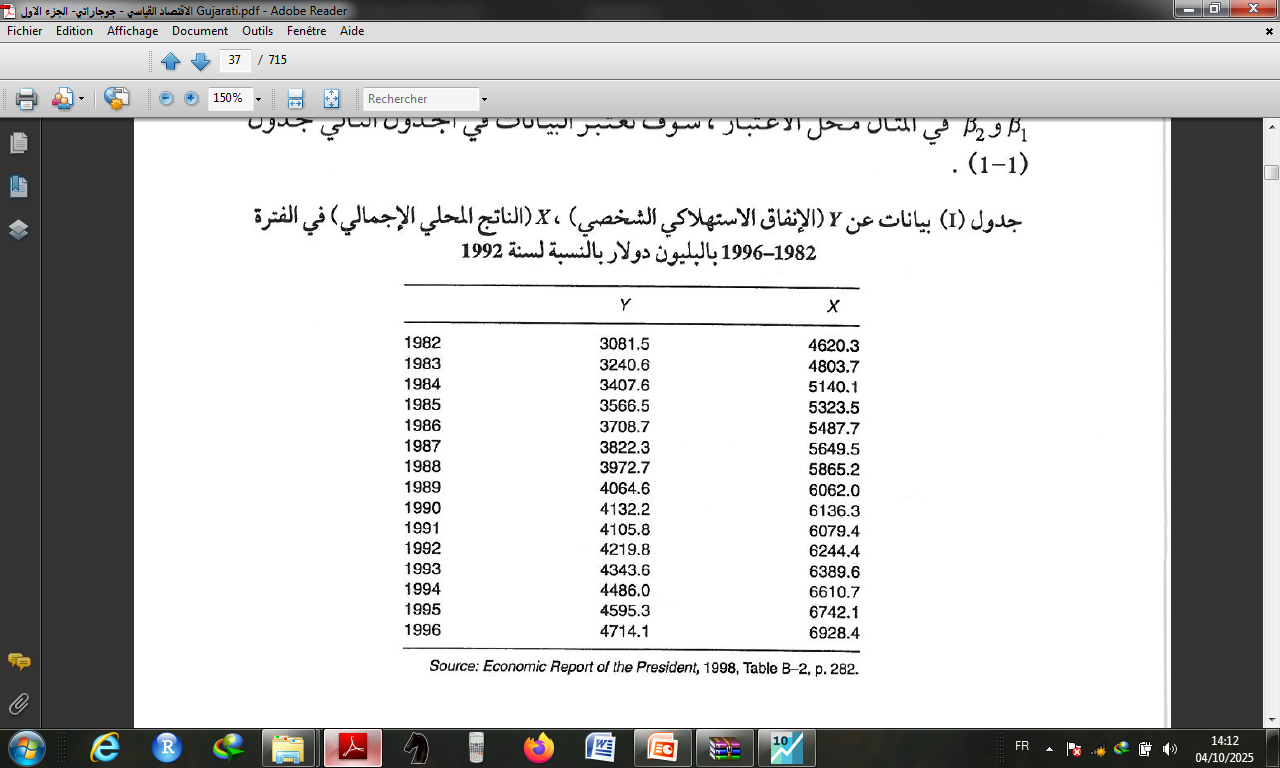 الاقتصاد القياسي - جوجاراتي- الجزء الاول Gujarati.pdf - Adobe Reader
Fichier Edition Affichage Document Outils Fenêtre Aide
37 / 715
150% Rechercher
β1 و β2 في المثال محل الاعتبار ، سوف نعتبر البيانات في الجدول التالي جدول
(1-1) .
جدول (I) بيانات عن Y (الإنفاق الاستهلاكي الشخصي) ، X (الناتج المحلي الإجمالي) في الفترة
1982–1996 بالبليون دولار بالنسبة لسنة 1992
Y X
1982 3081.5 4620.3
1983 3240.6 4803.7
1984 3407.6 5140.1
1985 3566.5 5323.5
1986 3708.7 5487.7
1987 3822.3 5649.5
1988 3972.7 5865.2
1989 4064.6 6062.0
1990 4132.2 6136.3
1991 4105.8 6079.4
1992 4219.8 6244.4
1993 4343.6 6389.6
1994 4486.0 6610.7
1995 4595.3 6742.1
1996 4714.1 6928.4
Source: Economic Report of the President, 1998, Table B–2, p. 282.
FR 14:12
04/10/2025